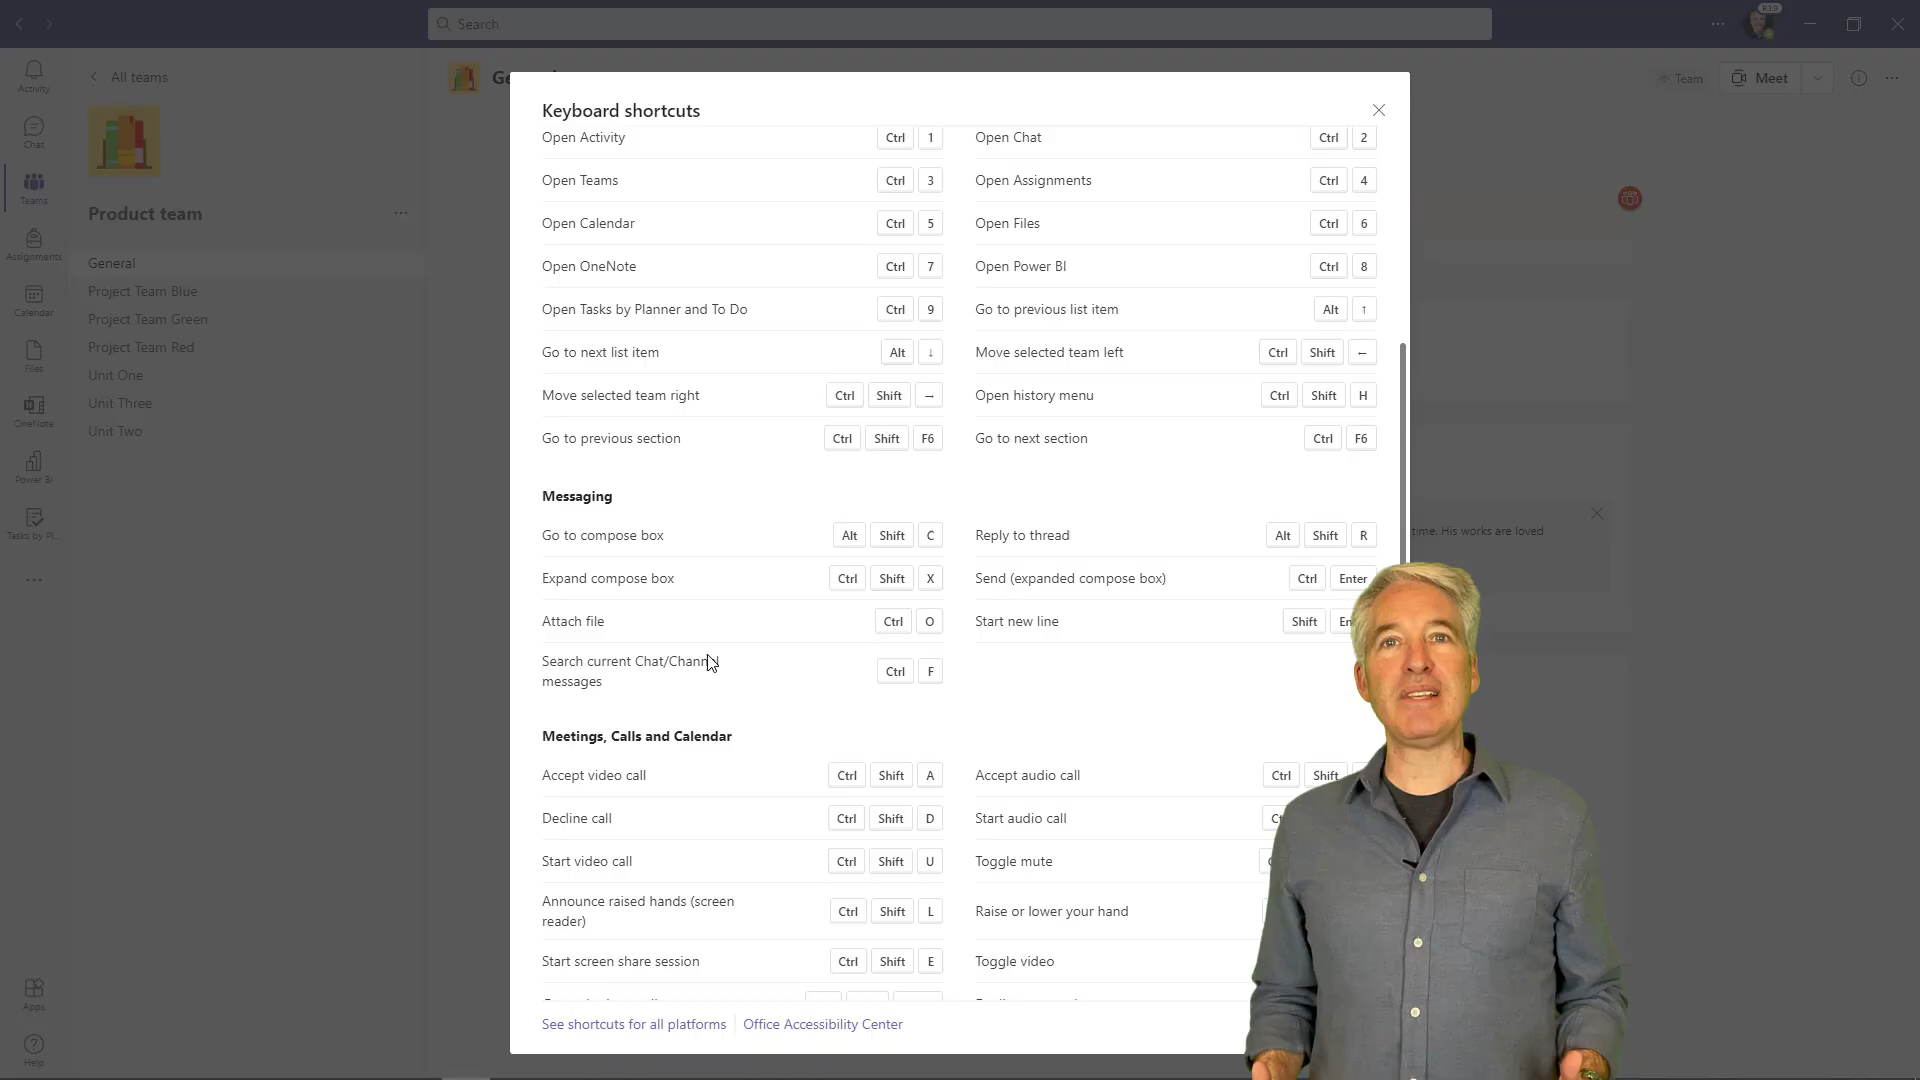 Search
R3.9
Activity
Chat
Teams
Assignments
Calendar
Files
OneNote
Power BI
Tasks by Pl...
Apps
Help
All teams
Product team
General
Project Team Blue
Project Team Green
Project Team Red
Unit One
Unit Three
Unit Two
Team
Meet
time. His works are loved
Keyboard shortcuts
Open Activity Ctrl 1 Open Chat Ctrl 2
Open Teams Ctrl 3 Open Assignments Ctrl 4
Open Calendar Ctrl 5 Open Files Ctrl 6
Open OneNote Ctrl 7 Open Power BI Ctrl 8
Open Tasks by Planner and To Do Ctrl 9 Go to previous list item Alt ↑
Go to next list item Alt ↓ Move selected team left Ctrl Shift ←
Move selected team right Ctrl Shift → Open history menu Ctrl Shift H
Go to previous section Ctrl Shift F6 Go to next section Ctrl F6
Messaging
Go to compose box Alt Shift C Reply to thread Alt Shift R
Expand compose box Ctrl Shift X Send (expanded compose box) Ctrl Enter
Attach file Ctrl O Start new line Shift
Search current Chat/Channel
messages Ctrl F
Meetings, Calls and Calendar
Accept video call Ctrl Shift A Accept audio call Ctrl Shift
Decline call Ctrl Shift D Start audio call
Start video call Ctrl Shift U Toggle mute
Announce raised hands (screen
reader) Ctrl Shift L Raise or lower your hand
Start screen share session Ctrl Shift E Toggle video
See shortcuts for all platforms Office Accessibility Center